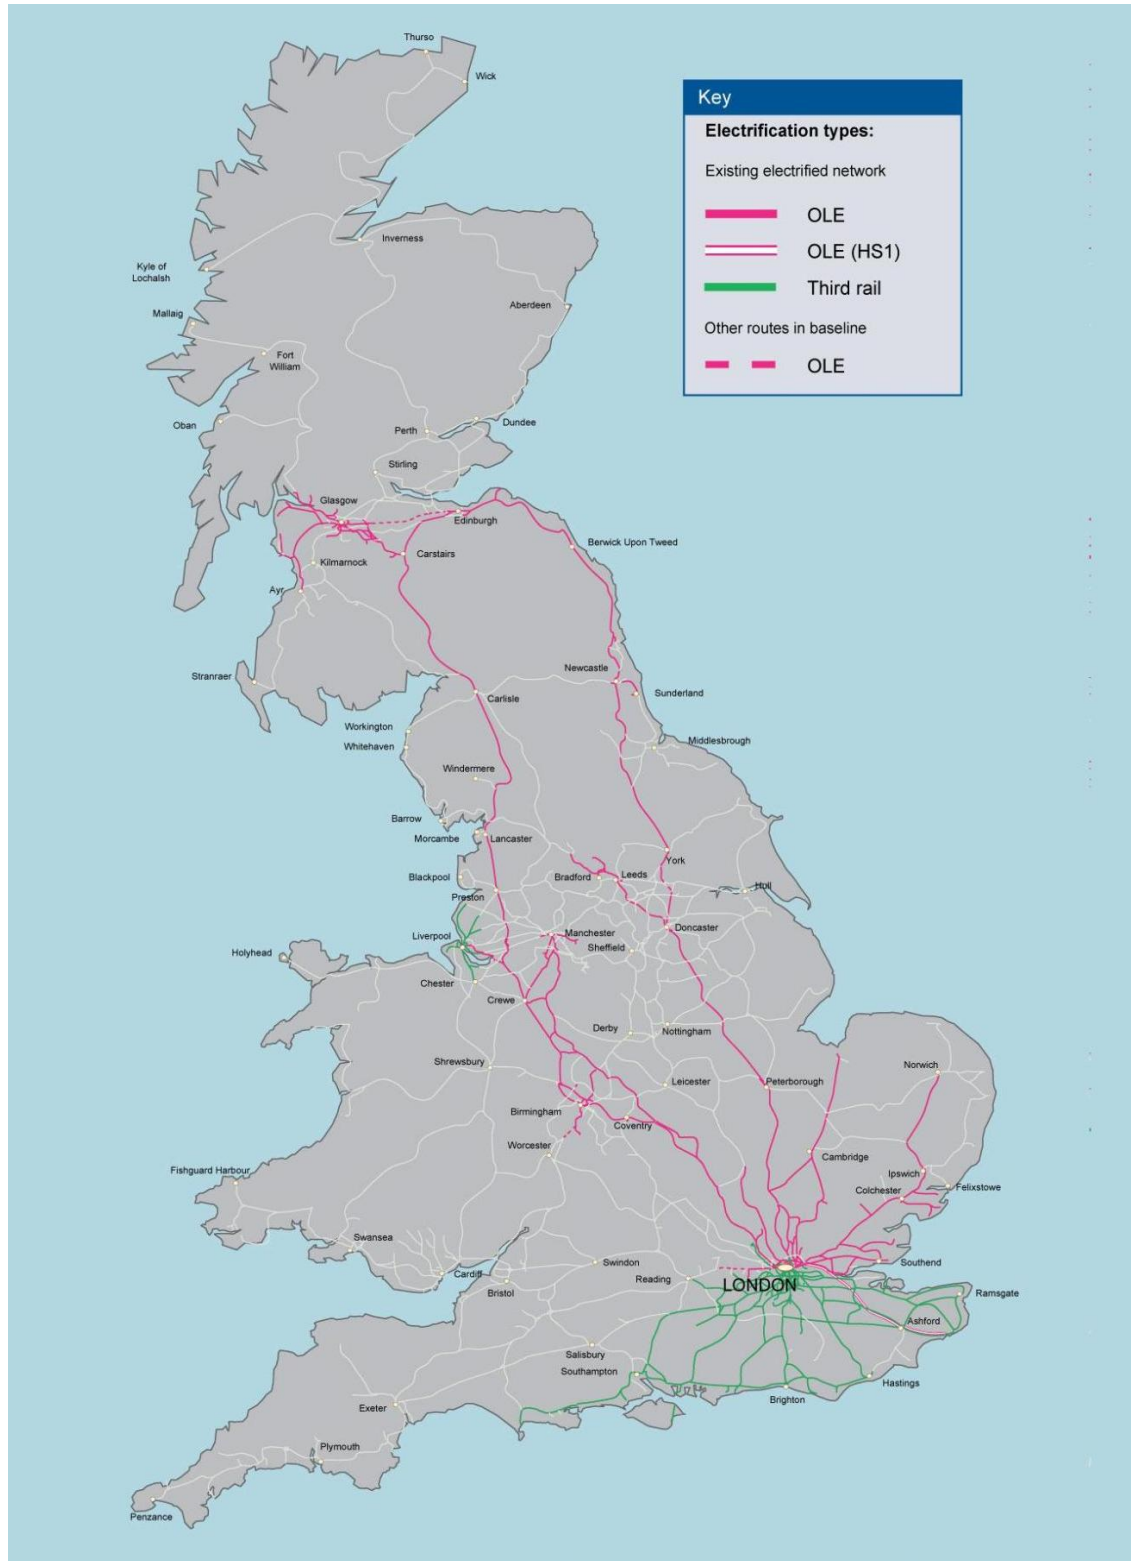 Thurso
Wick
Key
Electrification types:
Existing electrified network
OLE
OLE (HS1)
Third rail
Other routes in baseline
OLE
Inverness
Kyle of
Lochalsh
Aberdeen
Mallaig
Fort
William
Oban
Perth
Dundee
Stirling
Glasgow
Edinburgh
Berwick Upon Tweed
Carstairs
Kilmarnock
Ayr
Newcastle
Stranraer
Sunderland
Carlisle
Workington
Middlesbrough
Whitehaven
Windermere
Barrow
Morcambe
Lancaster
York
Blackpool
Bradford
Leeds
Hull
Preston
Doncaster
Manchester
Liverpool
Sheffield
Holyhead
Chester
Crewe
Derby
Nottingham
Shrewsbury
Norwich
Leicester
Peterborough
Birmingham
Coventry
Worcester
Cambridge
Fishguard Harbour
Ipswich
Felixstowe
Colchester
Swansea
Swindon
Southend
Cardiff
Reading
LONDON
Bristol
Ramsgate
Ashford
Salisbury
Southampton
Hastings
Brighton
Exeter
Plymouth
Penzance